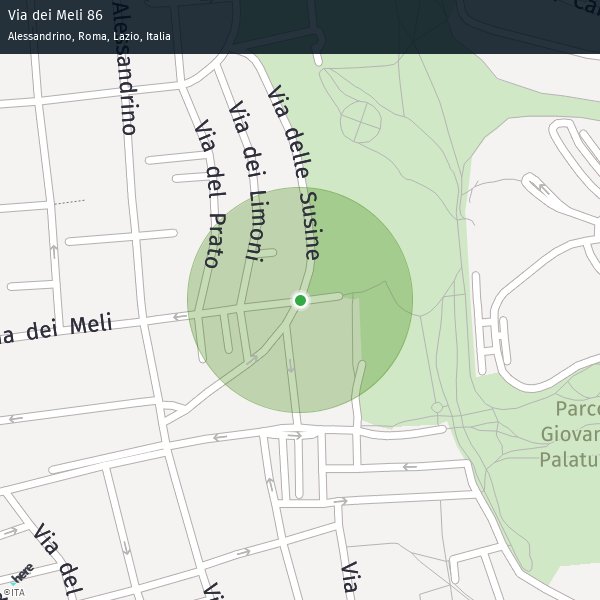 Via dei Meli 86
Alessandrino, Roma, Lazio, Italia
Alessandrino
Via delle Susine
Via dei Limoni
Via del Prato
Via dei Meli
Parco
Giovan
Palatu
Via del
Via
Via
here
©ITA